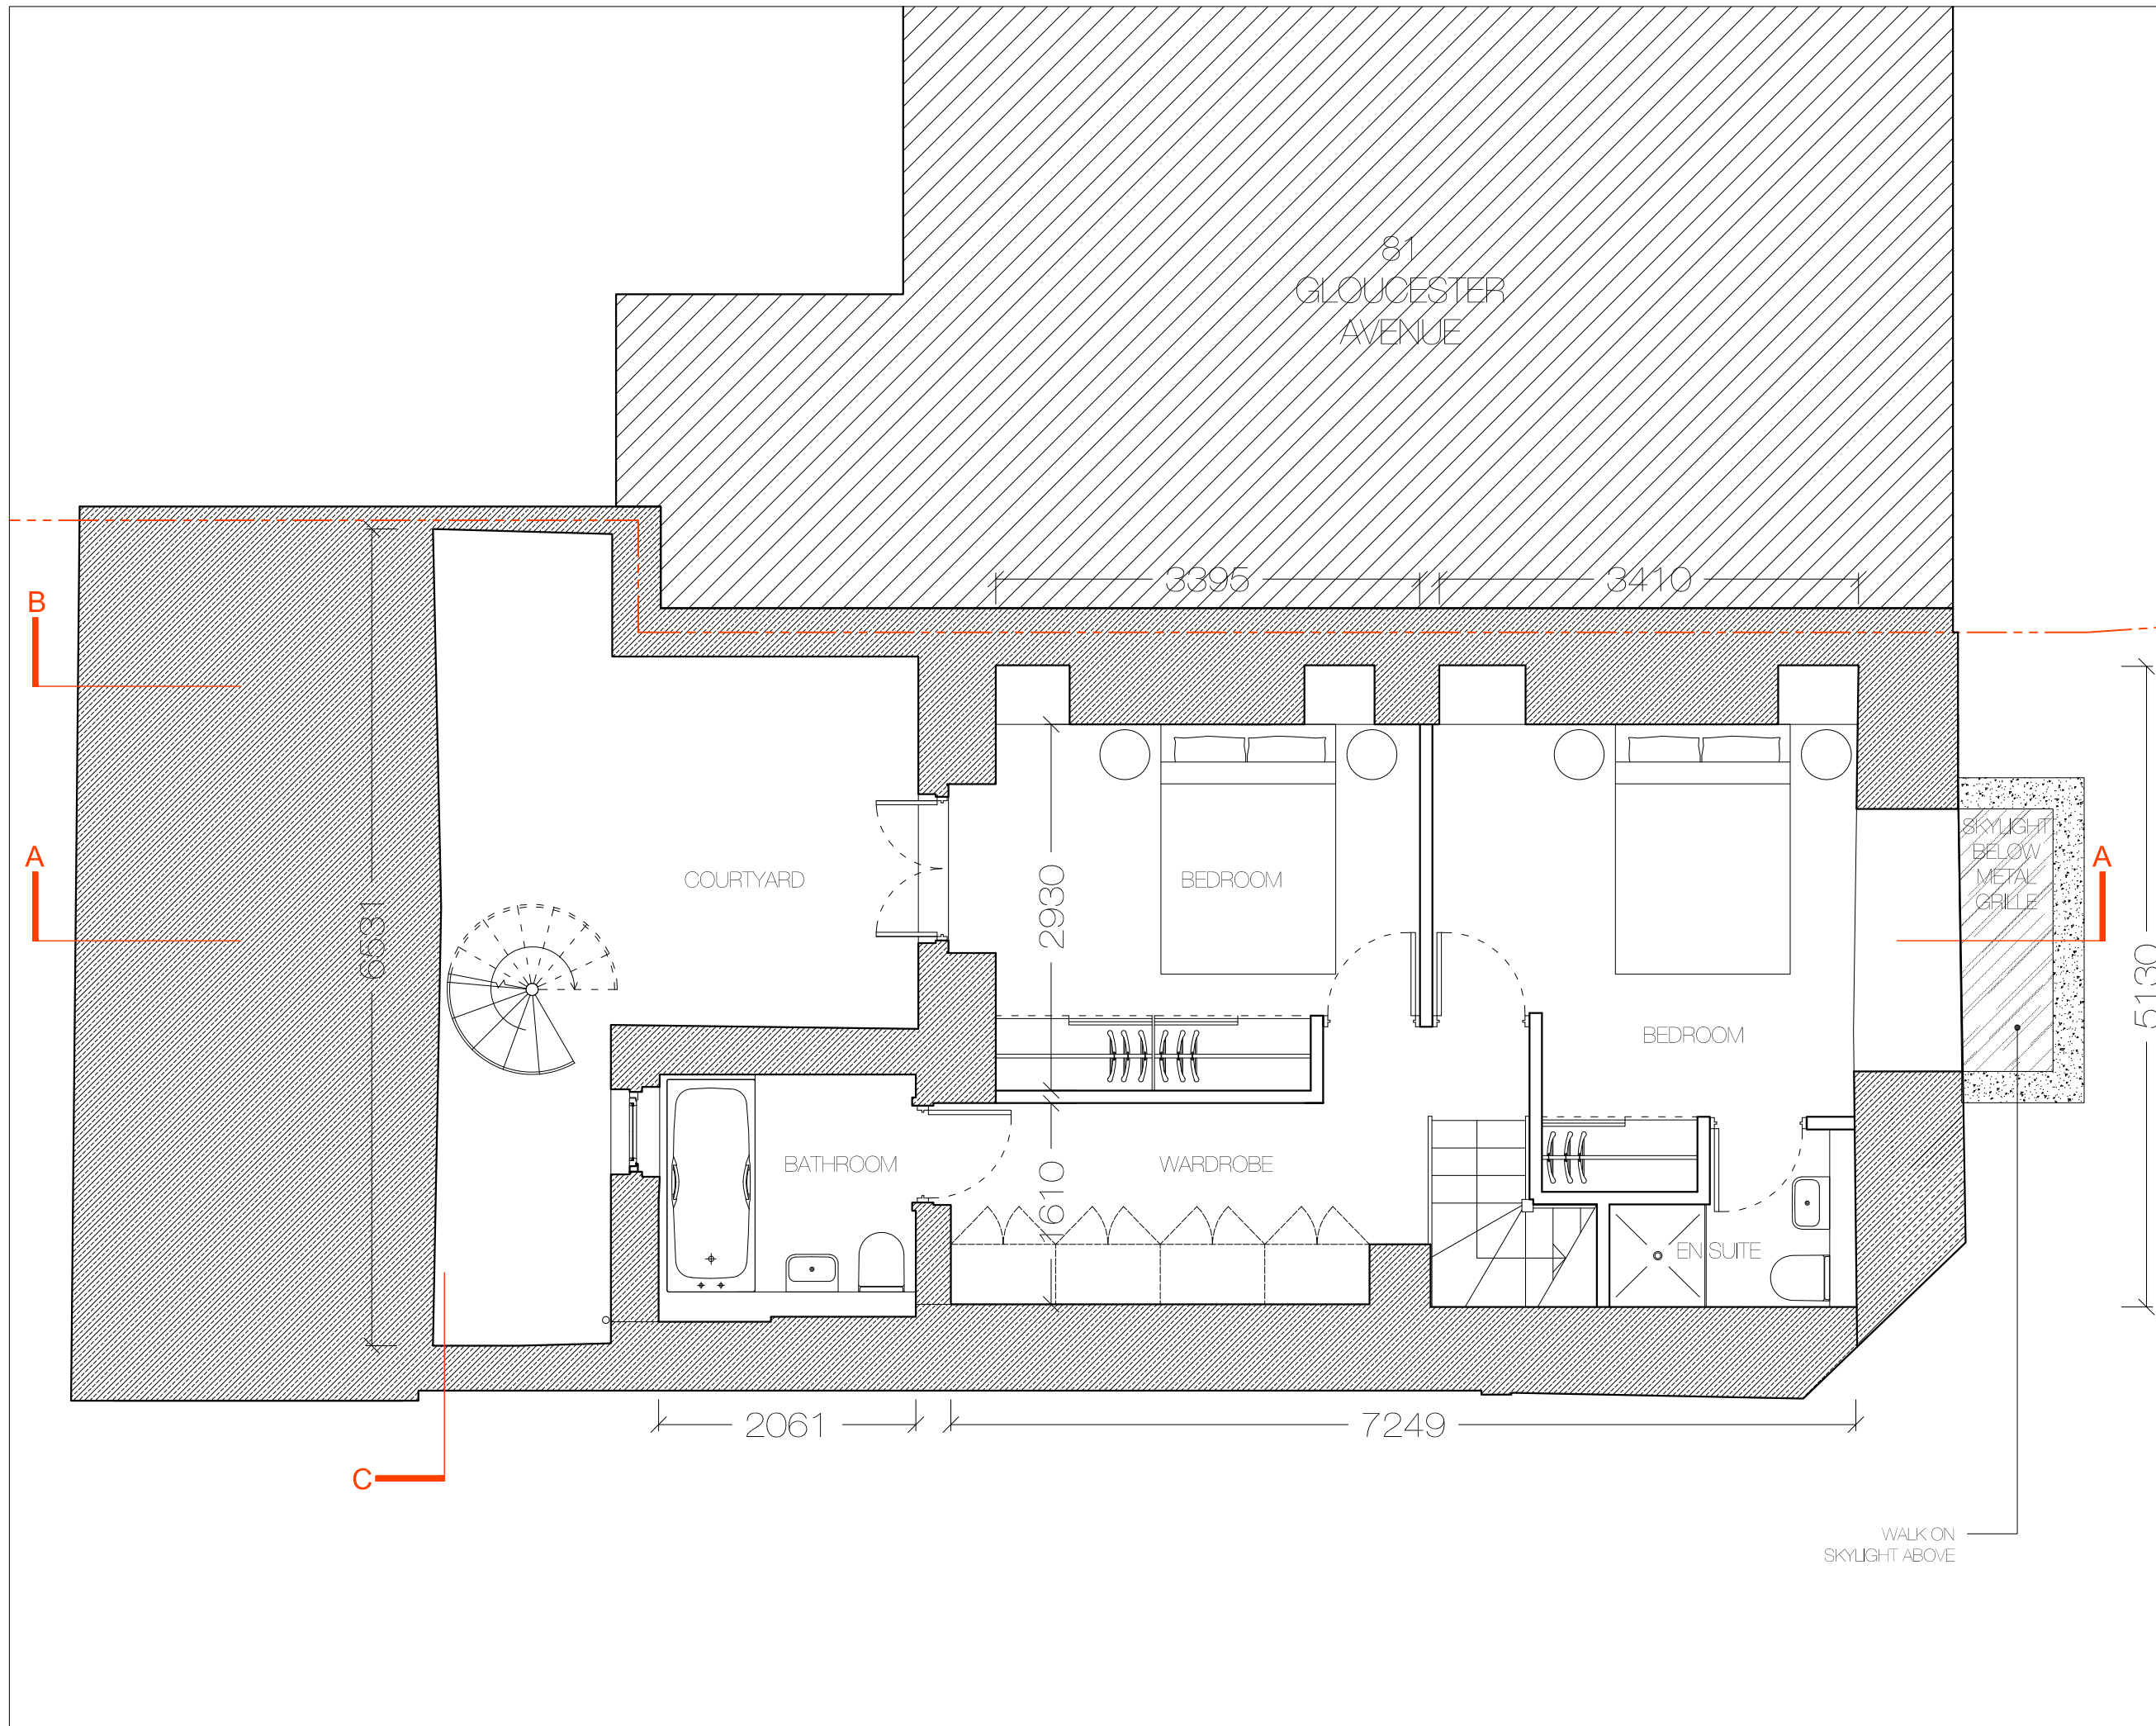 81
GLOUCESTER
AVENUE
3395
3410
B
A
A
SKYLIGHT
BELOW
METAL
GRILLE
COURTYARD
BEDROOM
2930
6531
5130
BEDROOM
BATHROOM
WARDROBE
1610
EN SUITE
2061
7249
C
WALK ON
SKYLIGHT ABOVE